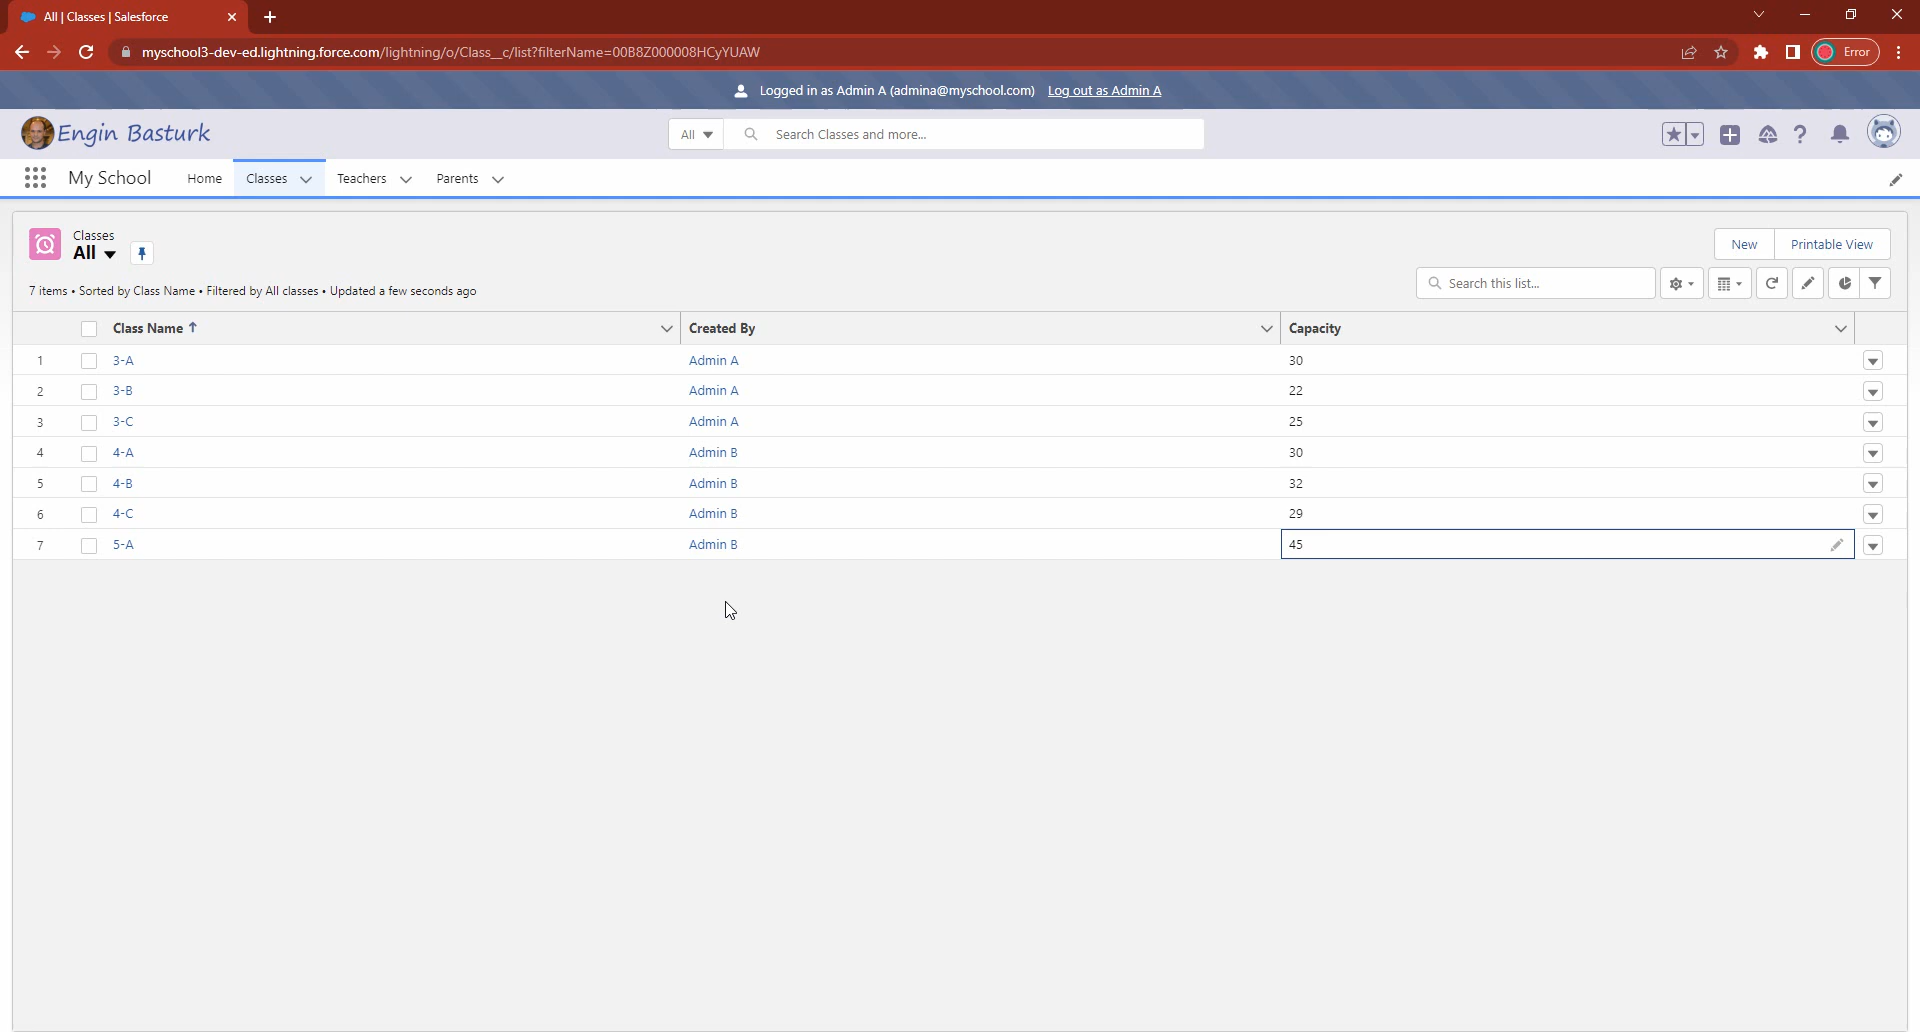 All | Classes | Salesforce
myschool3-dev-ed.lightning.force.com/lightning/o/Class__c/list?filterName=00B8Z000008HCyYUAW
Error
Logged in as Admin A (admina@myschool.com) Log out as Admin A
Engin Basturk
All
Search Classes and more...
My School
Home
Classes
Teachers
Parents
Classes
All
New
Printable View
7 items • Sorted by Class Name • Filtered by All classes • Updated a few seconds ago
Search this list...
Class Name ↑ Created By Capacity
1 3-A Admin A 30
2 3-B Admin A 22
3 3-C Admin A 25
4 4-A Admin B 30
5 4-B Admin B 32
6 4-C Admin B 29
7 5-A Admin B 45